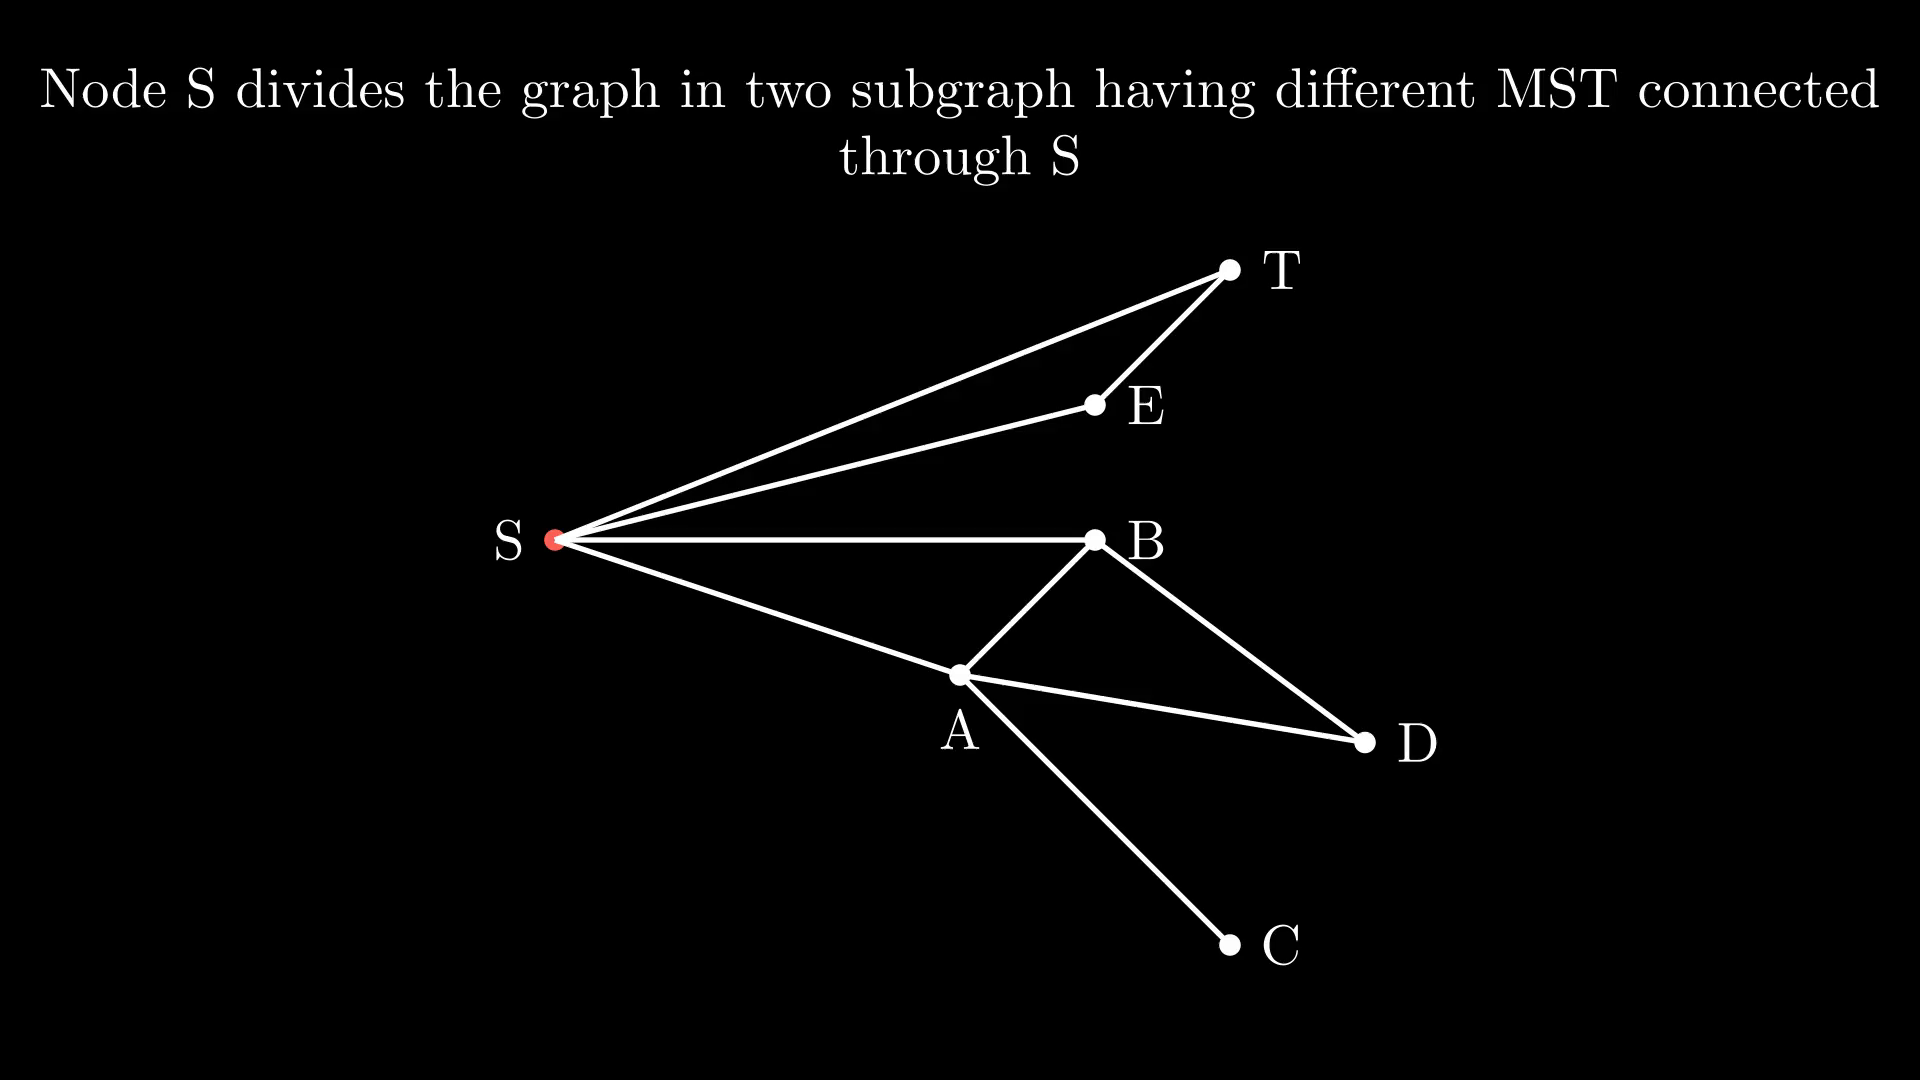 Node S divides the graph in two subgraph having different MST connected
through S
T
E
S
B
A
D
C